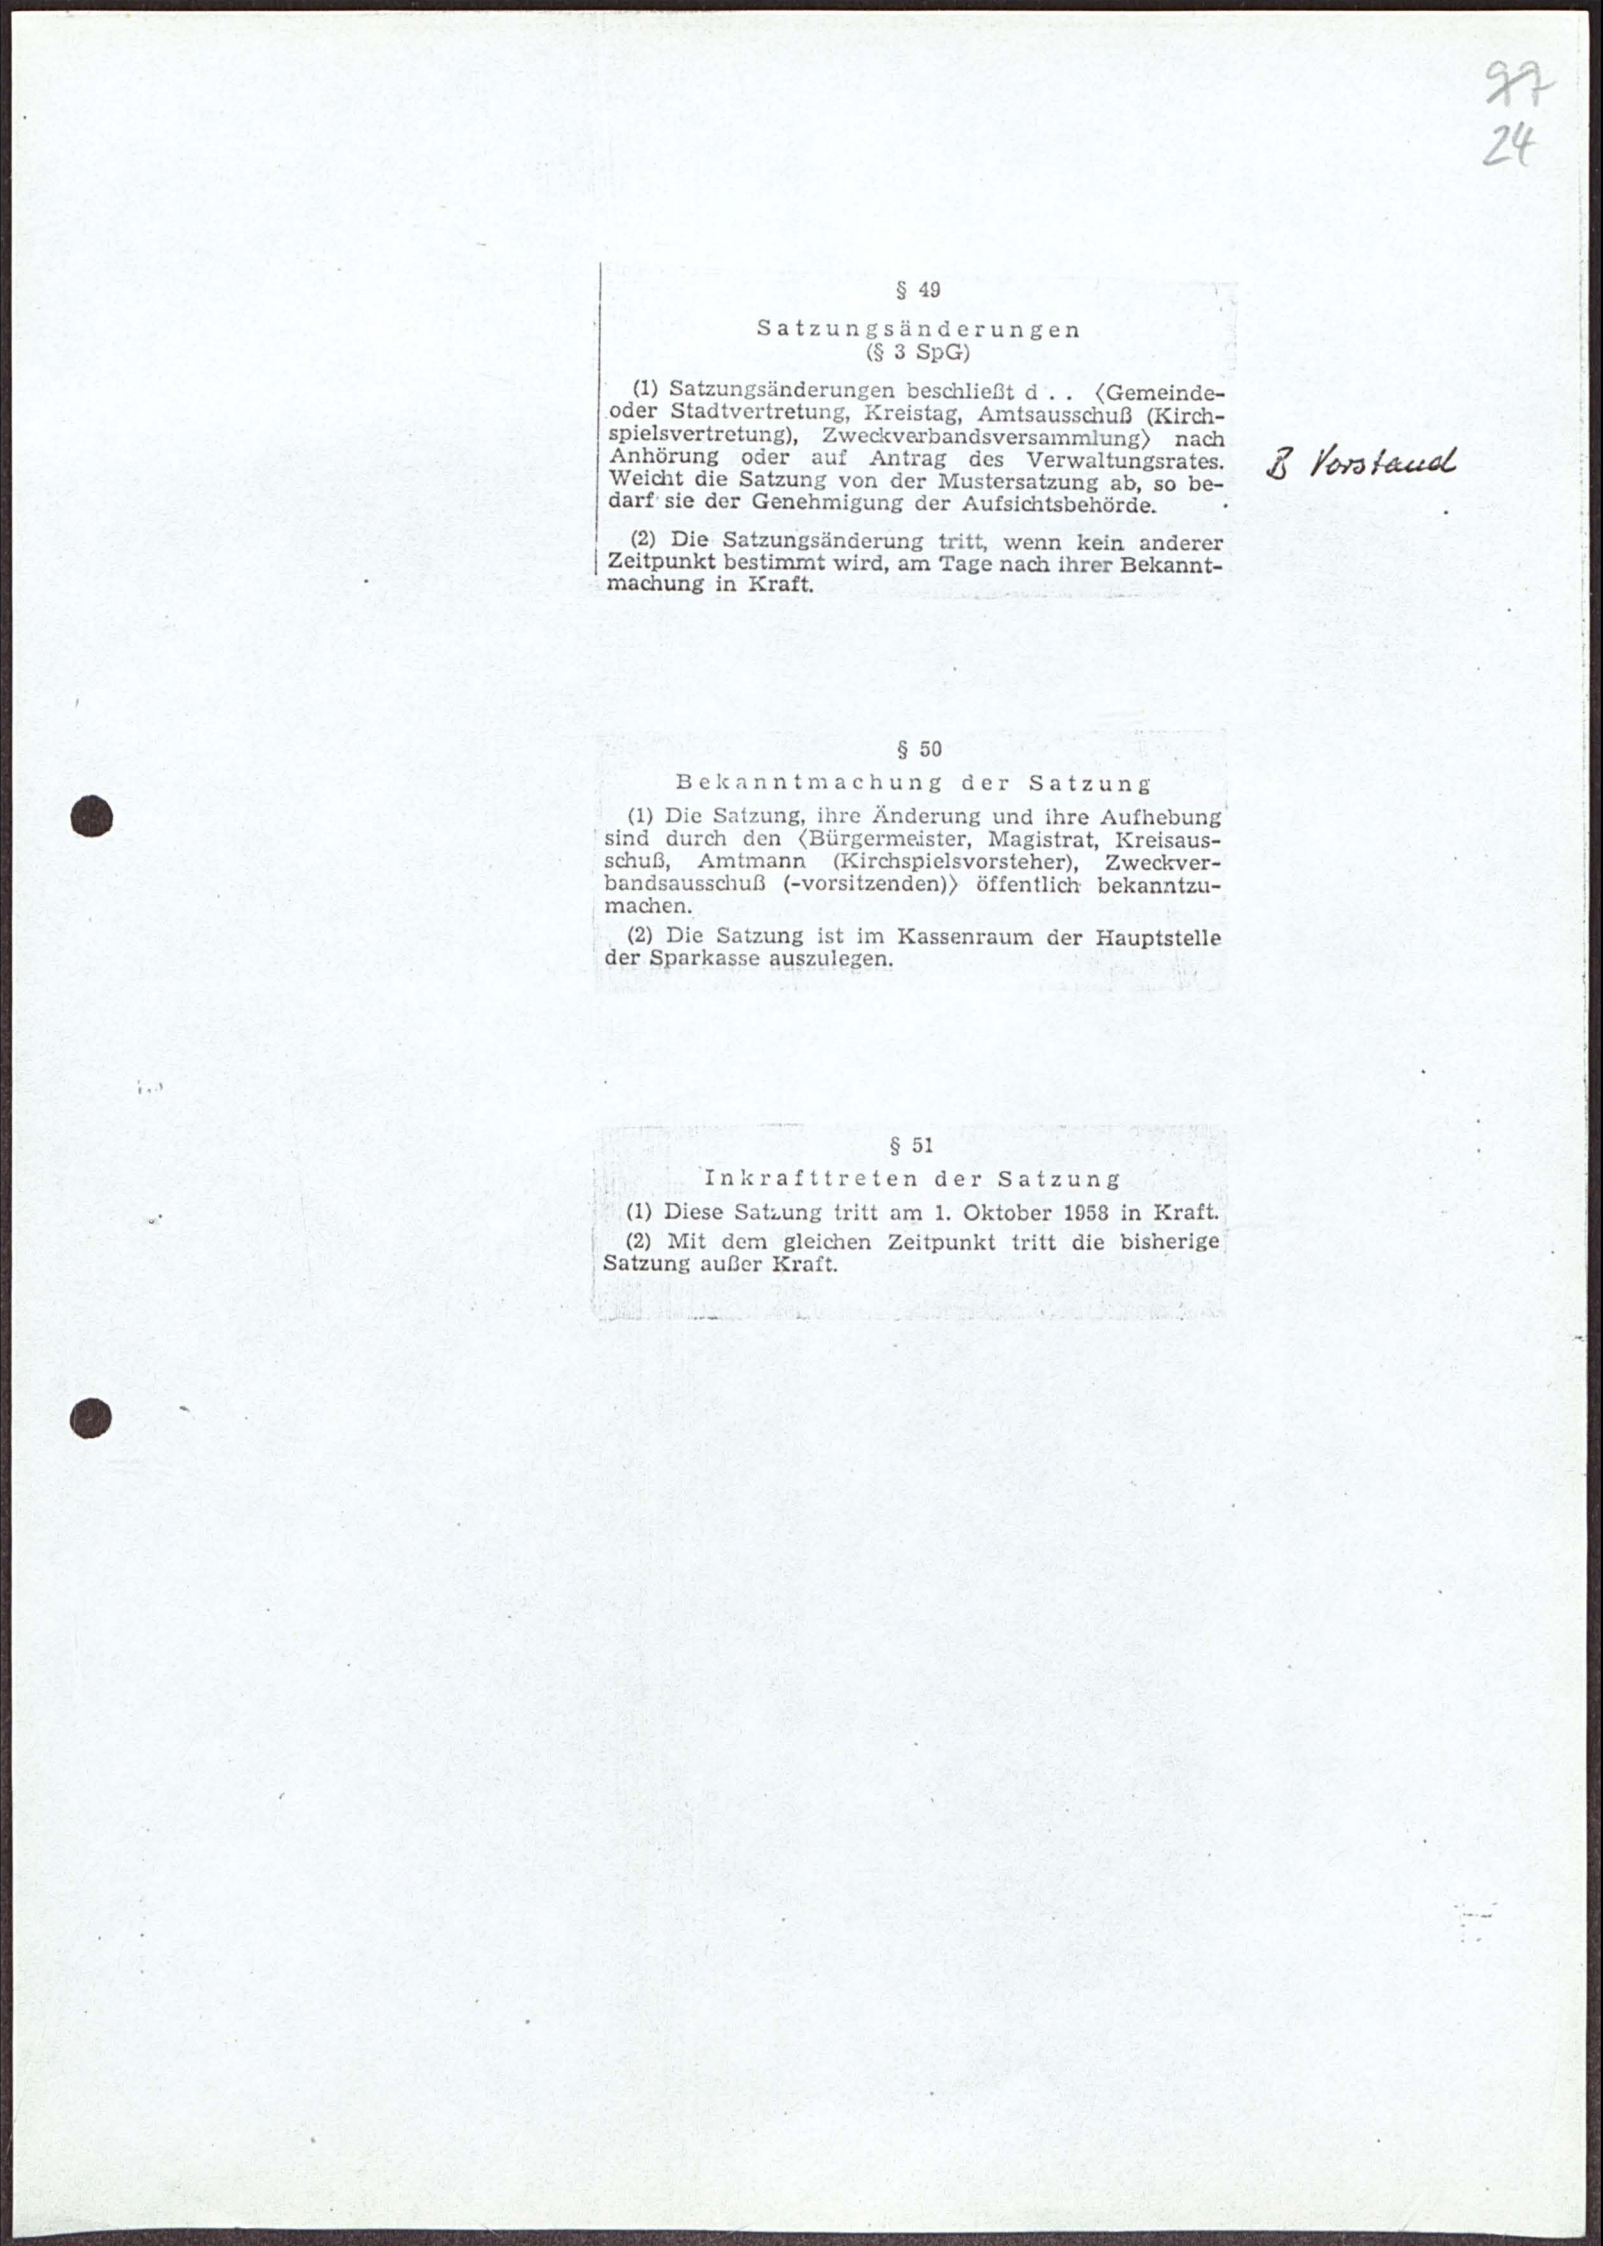 97
24
§ 49
Satzungsänderungen
(§ 3 SpG)
(1) Satzungsänderungen beschließt d . . ⟨Gemeinde-
oder Stadtvertretung, Kreistag, Amtsausschuß (Kirch-
spielsvertretung), Zweckverbandsversammlung⟩ nach
Anhörung oder auf Antrag des Verwaltungsrates.
Weicht die Satzung von der Mustersatzung ab, so be-
darf sie der Genehmigung der Aufsichtsbehörde.
Vorstand
(2) Die Satzungsänderung tritt, wenn kein anderer
Zeitpunkt bestimmt wird, am Tage nach ihrer Bekannt-
machung in Kraft.
§ 50
Bekanntmachung der Satzung
(1) Die Satzung, ihre Änderung und ihre Aufhebung
sind durch den ⟨Bürgermeister, Magistrat, Kreisaus-
schuß, Amtmann (Kirchspielsvorsteher), Zweckver-
bandsausschuß (-vorsitzenden)⟩ öffentlich bekanntzu-
machen.
(2) Die Satzung ist im Kassenraum der Hauptstelle
der Sparkasse auszulegen.
§ 51
Inkrafttreten der Satzung
(1) Diese Satzung tritt am 1. Oktober 1958 in Kraft.
(2) Mit dem gleichen Zeitpunkt tritt die bisherige
Satzung außer Kraft.